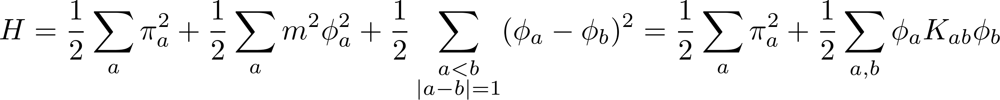 H = \frac{1}{2} \sum_{a} \pi_a^2 + \frac{1}{2} \sum_{a} m^2 \phi_a^2 + \frac{1}{2} \sum_{\substack{a<b \\ |a-b|=1}} (\phi_a - \phi_b)^2 = \frac{1}{2} \sum_{a} \pi_a^2 + \frac{1}{2} \sum_{a,b} \phi_a K_{ab} \phi_b